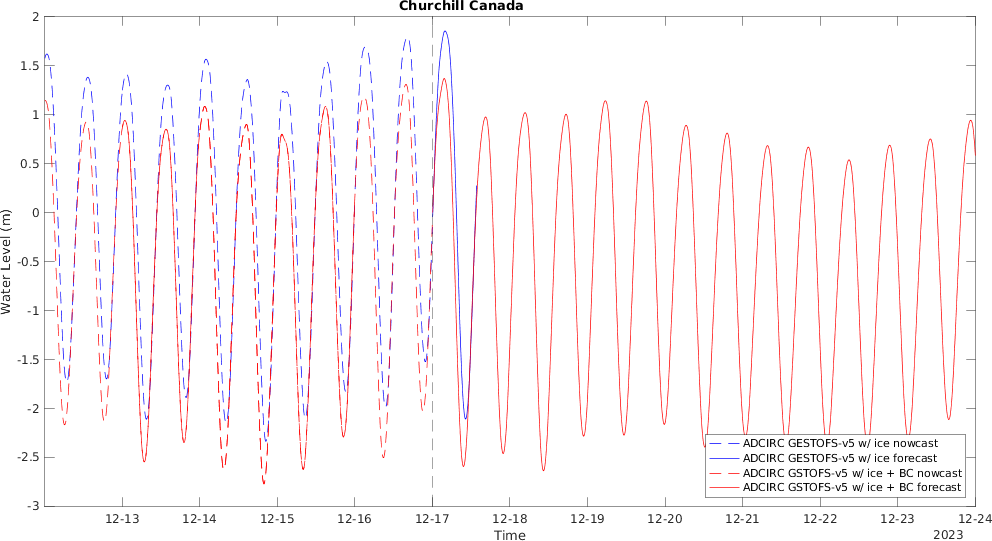 Churchill Canada
2
1.5
1
0.5
0
-0.5
-1
-1.5
-2
-2.5
-3
Water Level (m)
ADCIRC GESTOFS-v5 w/ ice nowcast
ADCIRC GESTOFS-v5 w/ ice forecast
ADCIRC GSTOFS-v5 w/ ice + BC nowcast
ADCIRC GSTOFS-v5 w/ ice + BC forecast
12-13 12-14 12-15 12-16 12-17 12-18 12-19 12-20 12-21 12-22 12-23 12-24
Time
2023